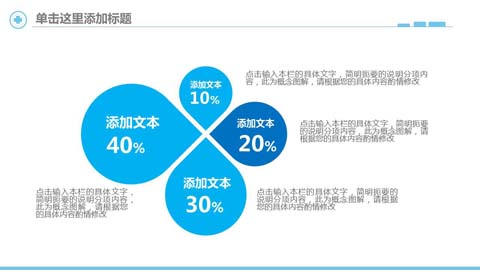 单击这里添加标题
添加文本
10%
点击输入本栏的具体文字，简明扼要的说明分项内
容，此为概念图解，请根据您的具体内容酌情修改
添加文本
40%
添加文本
20%
点击输入本栏的具体文字，简明扼要
的说明分项内容，此为概念图解，请
根据您的具体内容酌情修改
添加文本
30%
点击输入本栏的具体文字，
简明扼要的说明分项内容，
此为概念图解，请根据您
的具体内容酌情修改
点击输入本栏的具体文字，简明扼要的
说明分项内容，此为概念图解，请根据
您的具体内容酌情修改